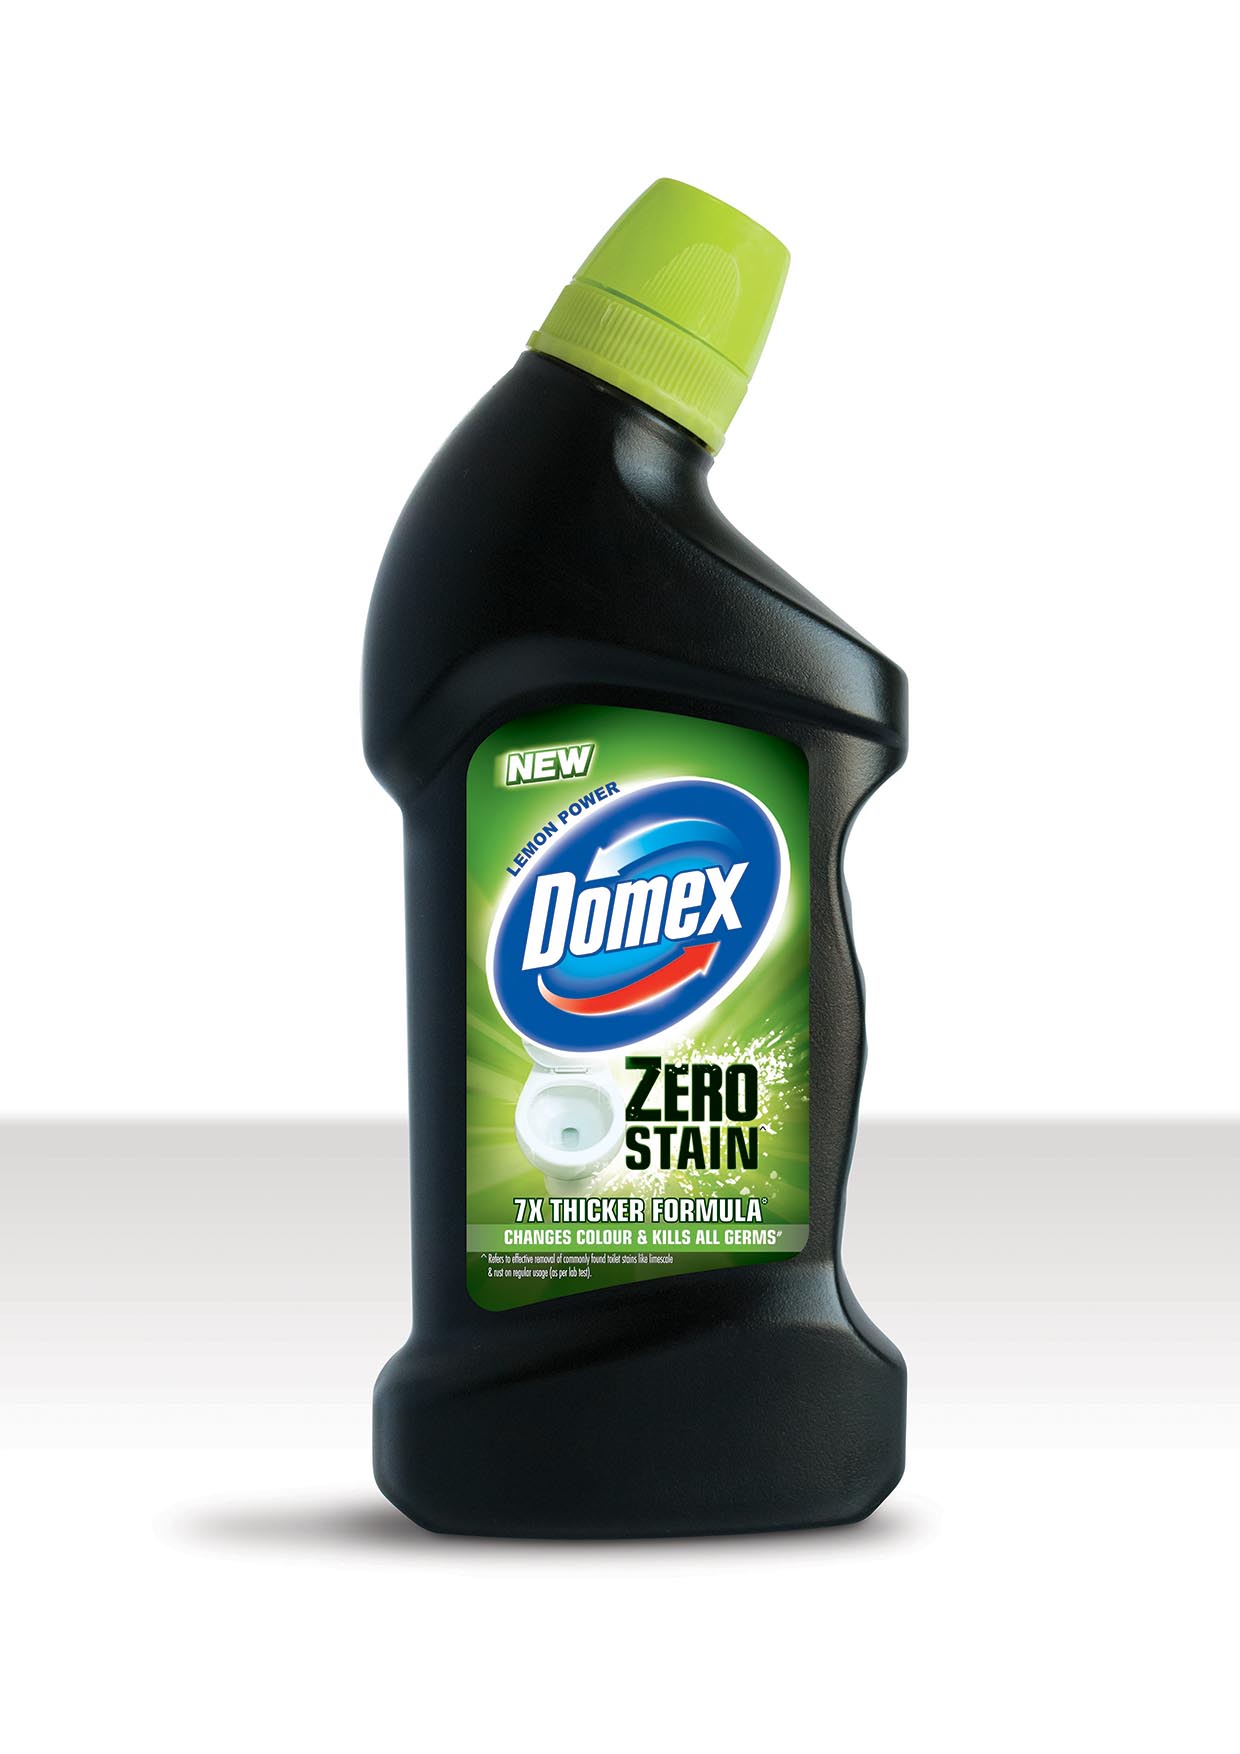 NEW
LEMON POWER
Domex
ZERO
STAIN^
7X THICKER FORMULA°
CHANGES COLOUR & KILLS ALL GERMS#
^ Refers to effective removal of commonly found toilet stains like limescale
& rust on regular usage (as per lab test).